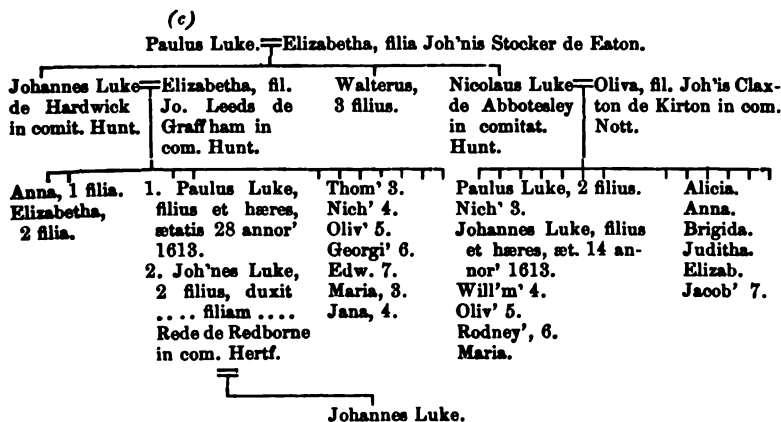 (c)
Paulus Luke.=Elizabetha, filia Joh'nis Stocker de Eaton.
Johannes Luke=
de Hardwick
in comit. Hunt.
Elizabetha, fil.
Jo. Leeds de
Graffham in
com. Hunt.
Walterus,
3 filius.
Nicolaus Luke=
de Abbotesley
in comitat.
Hunt.
Oliva, fil. Joh'is Clax-
ton de Kirton in com.
Nott.
Anna, 1 filia.
Elizabetha,
2 filia.
1. Paulus Luke,
filius et hæres,
ætatis 28 annor'
1613.
2. Joh'nes Luke,
2 filius, duxit
.... filiam ....
Rede de Redborne
in com. Hertf.
Thom' 3.
Nich' 4.
Oliv' 5.
Georgi' 6.
Edw. 7.
Maria, 3.
Jana, 4.
Paulus Luke, 2 filius.
Nich' 3.
Johannes Luke, filius
et hæres, æt. 14 an-
nor' 1613.
Will'm' 4.
Oliv' 5.
Rodney', 6.
Maria.
Alicia.
Anna.
Brigida.
Juditha.
Elizab.
Jacob' 7.
Johannes Luke.